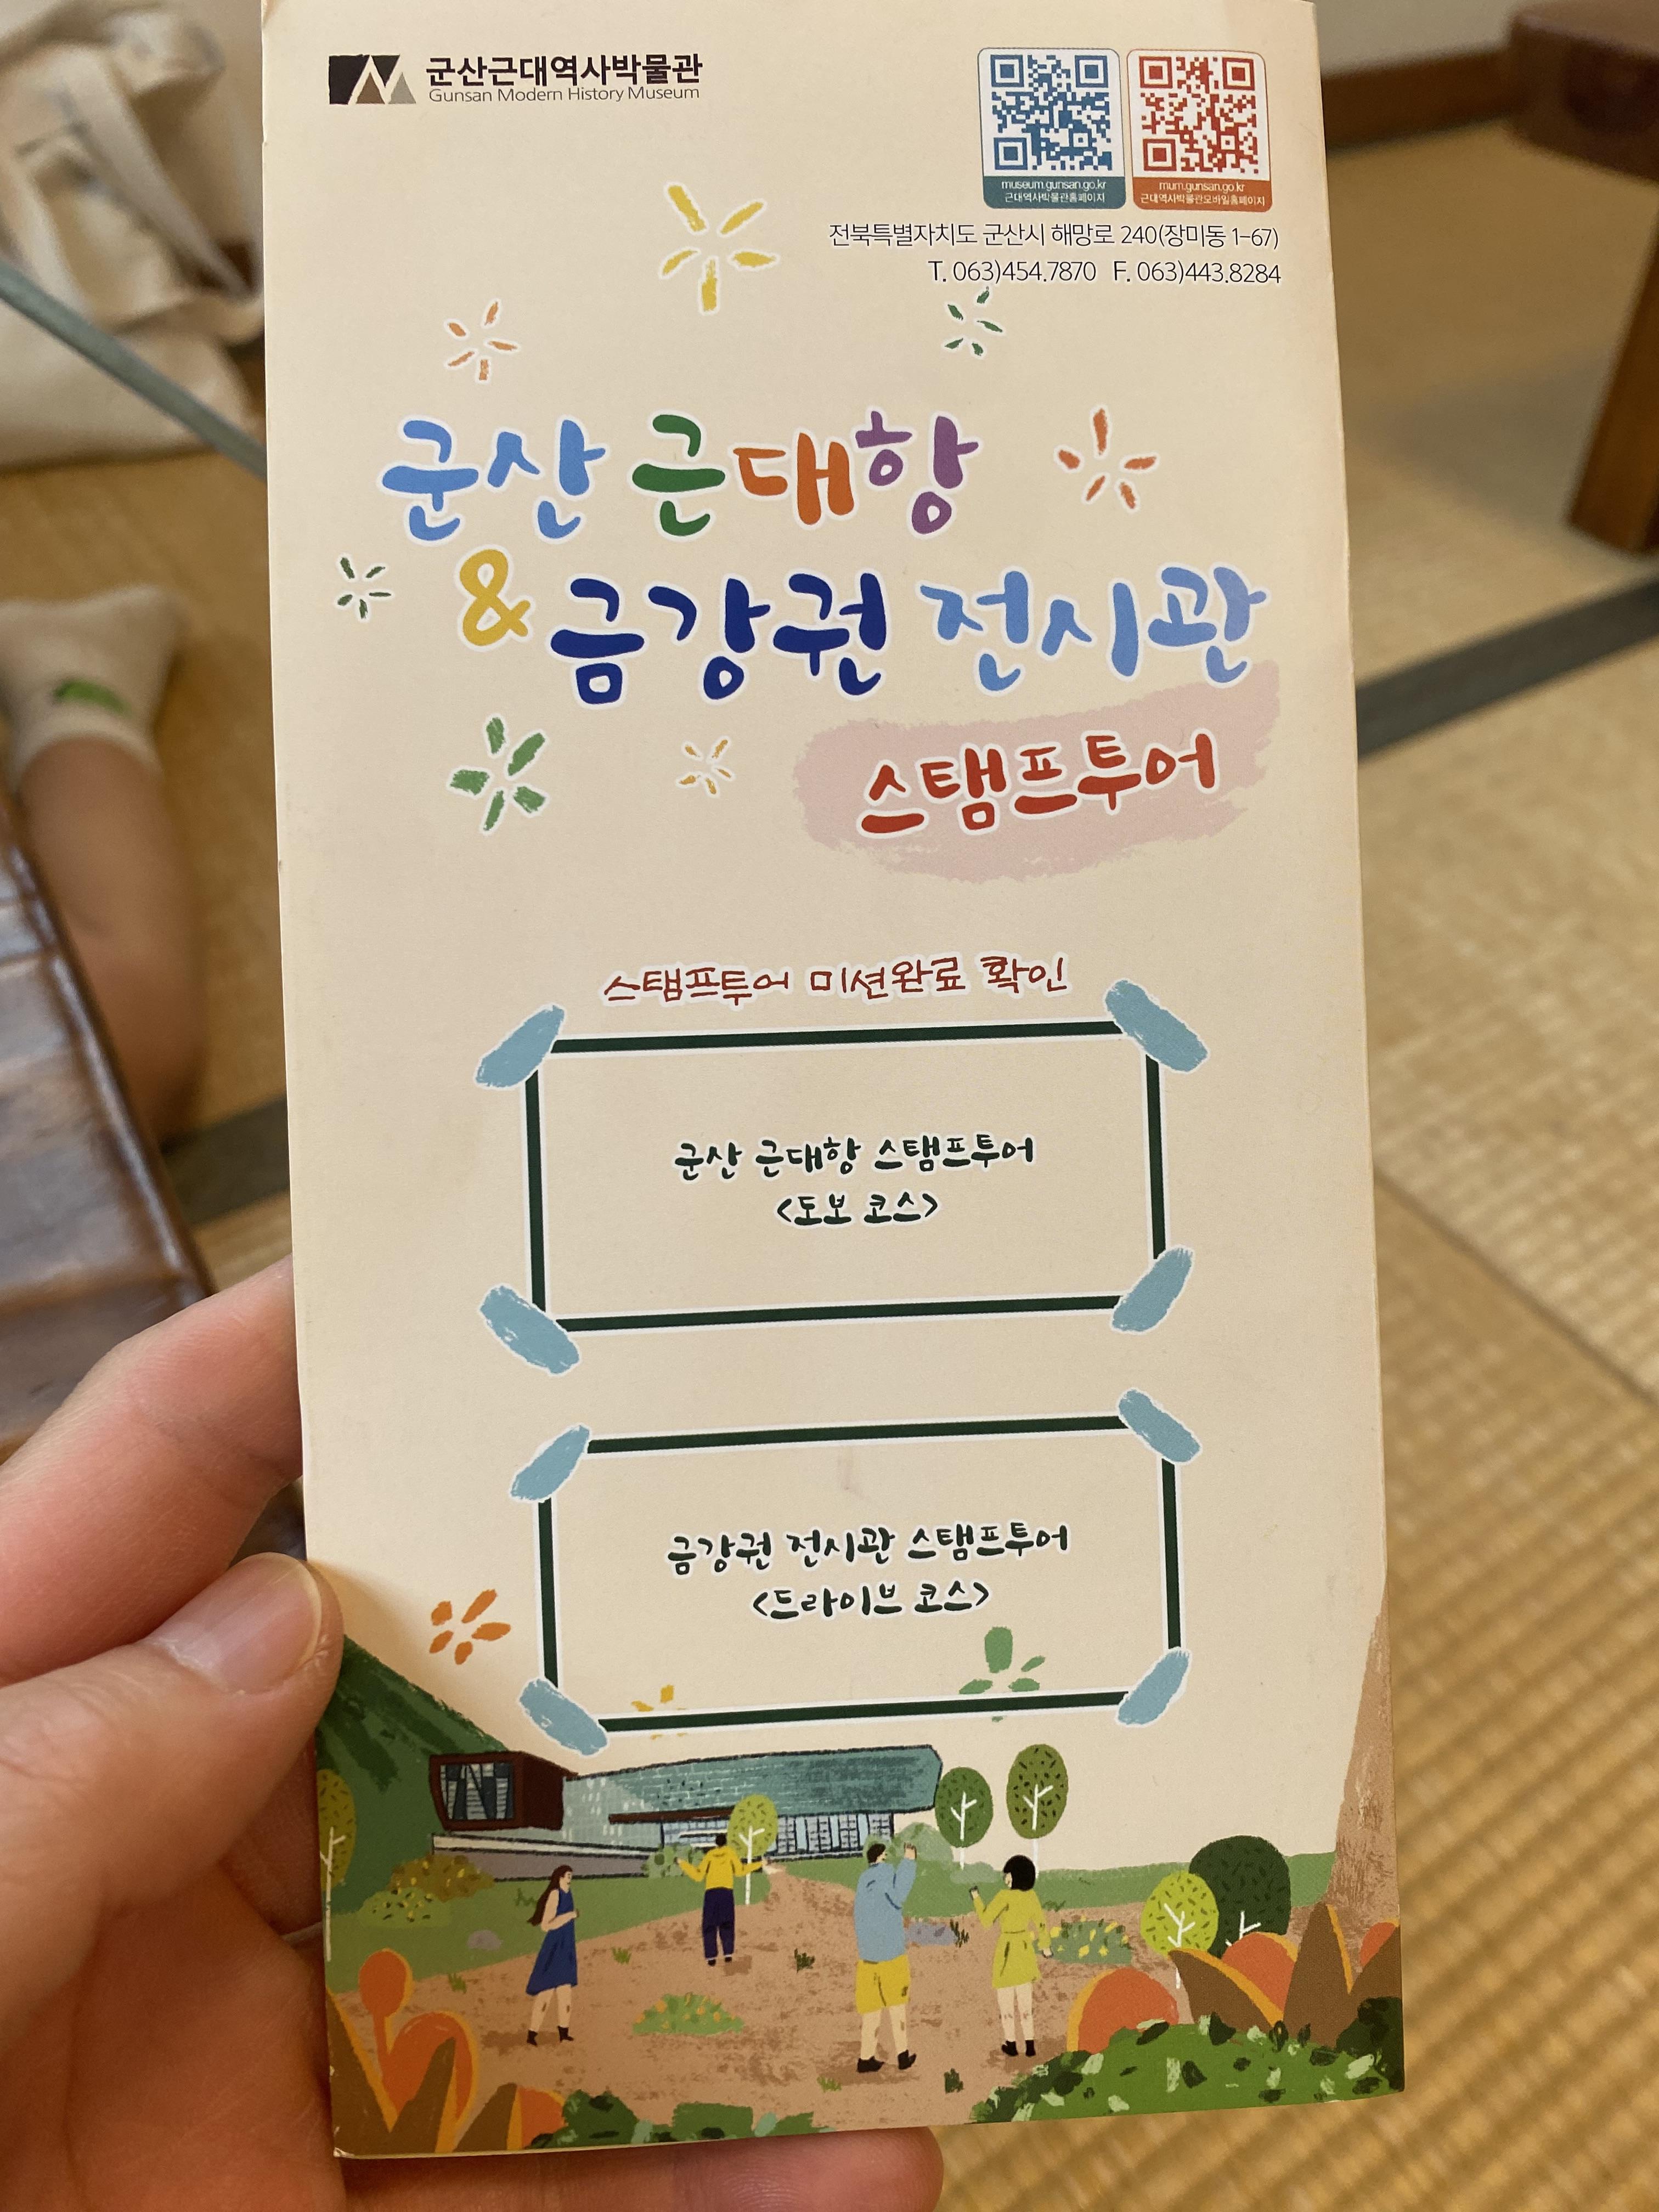 군산근대역사박물관
Gunsan Modern History Museum
museum.gunsan.go.kr
근대역사박물관홈페이지
mum.gunsan.go.kr
근대역사박물관모바일홈페이지
전북특별자치도 군산시 해망로 240(장미동 1-67)
T. 063)454.7870 F. 063)443.8284
군산 근대항
& 금강권 전시관
스탬프투어
스탬프투어 미션완료 확인
군산 근대항 스탬프투어
<도보 코스>
금강권 전시관 스탬프투어
<드라이브 코스>